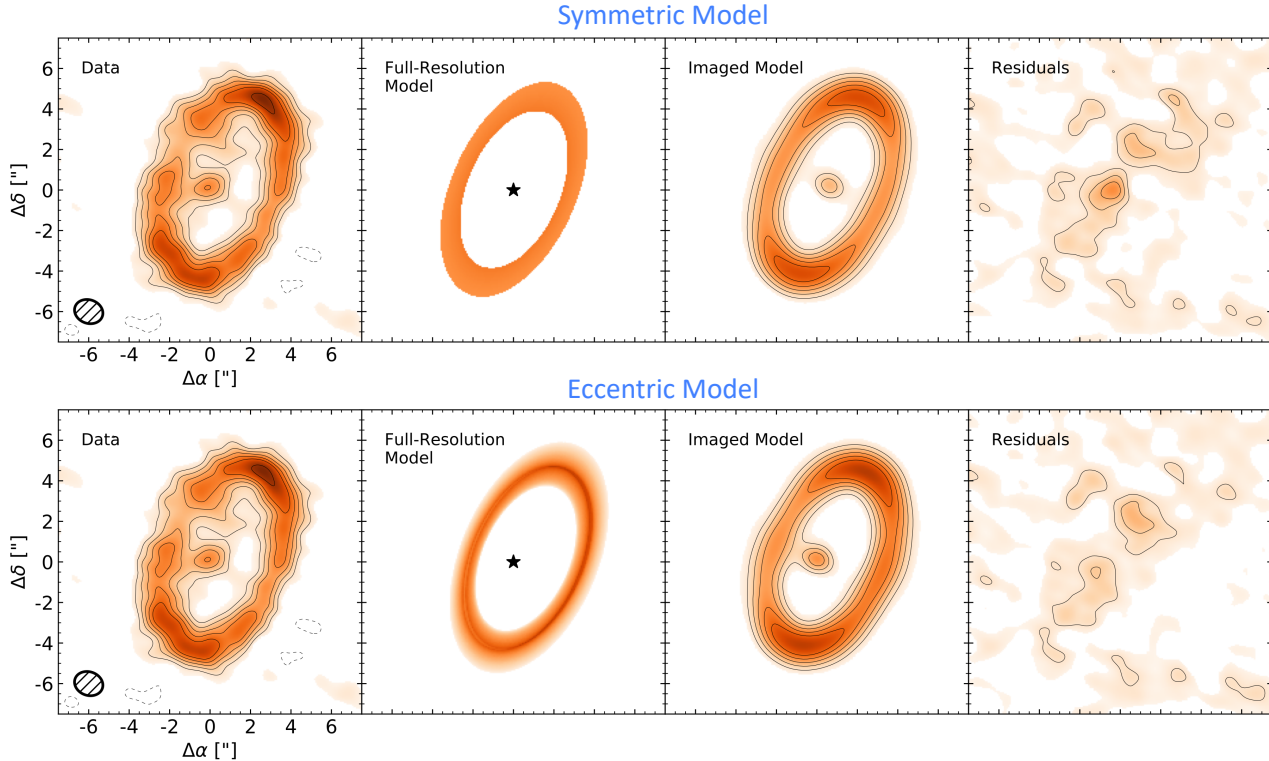 Symmetric Model
Data
Full-Resolution
Model
Imaged Model
Residuals
6
4
2
0
-2
-4
-6
Δδ ["]
-6 -4 -2 0 2 4 6
Δα ["]
Eccentric Model
Data
Full-Resolution
Model
Imaged Model
Residuals
6
4
2
0
-2
-4
-6
Δδ ["]
-6 -4 -2 0 2 4 6
Δα ["]